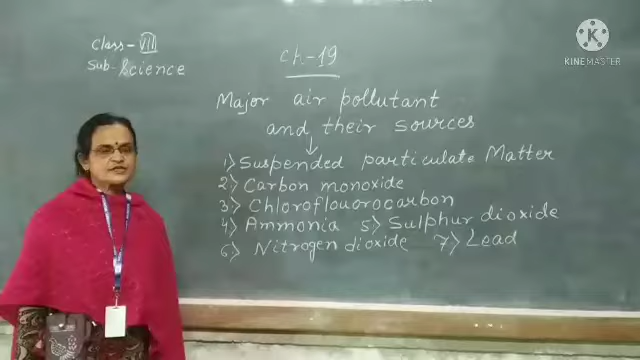 Class - VIII
Sub - Science
Ch.-19
Major air pollutant
and their sources
↓
1> Suspended particulate Matter
2> Carbon monoxide
3> Chloroflouorocarbon
4> Ammonia 5> Sulphur dioxide
6> Nitrogen dioxide 7> Lead
KINEMASTER